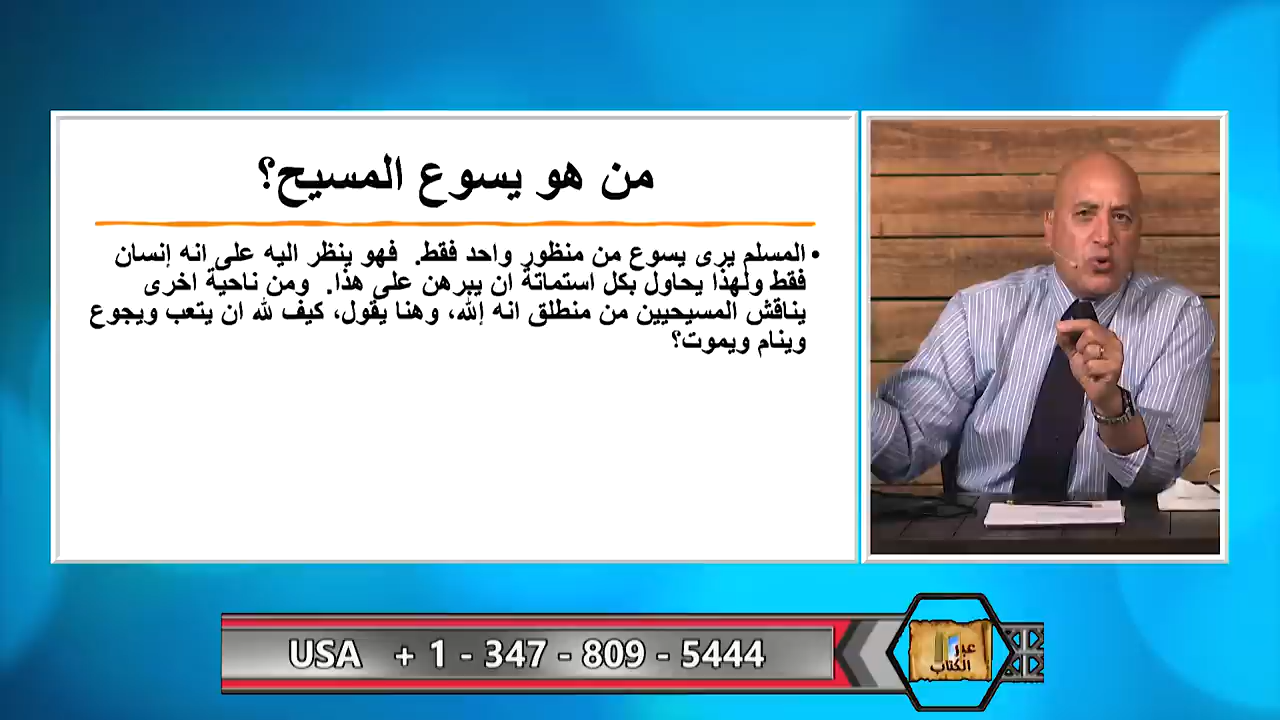 من هو يسوع المسيح؟
• المسلم يرى يسوع من منظور واحد فقط. فهو ينظر اليه على انه إنسان
فقط ولهذا يحاول بكل استماتة ان يبرهن على هذا. ومن ناحية اخرى
يناقش المسيحيين من منطلق انه إلله، وهنا يقول، كيف لله ان يتعب ويجوع
وينام ويموت؟
USA + 1 - 347 - 809 - 5444
عبر
الكتاب